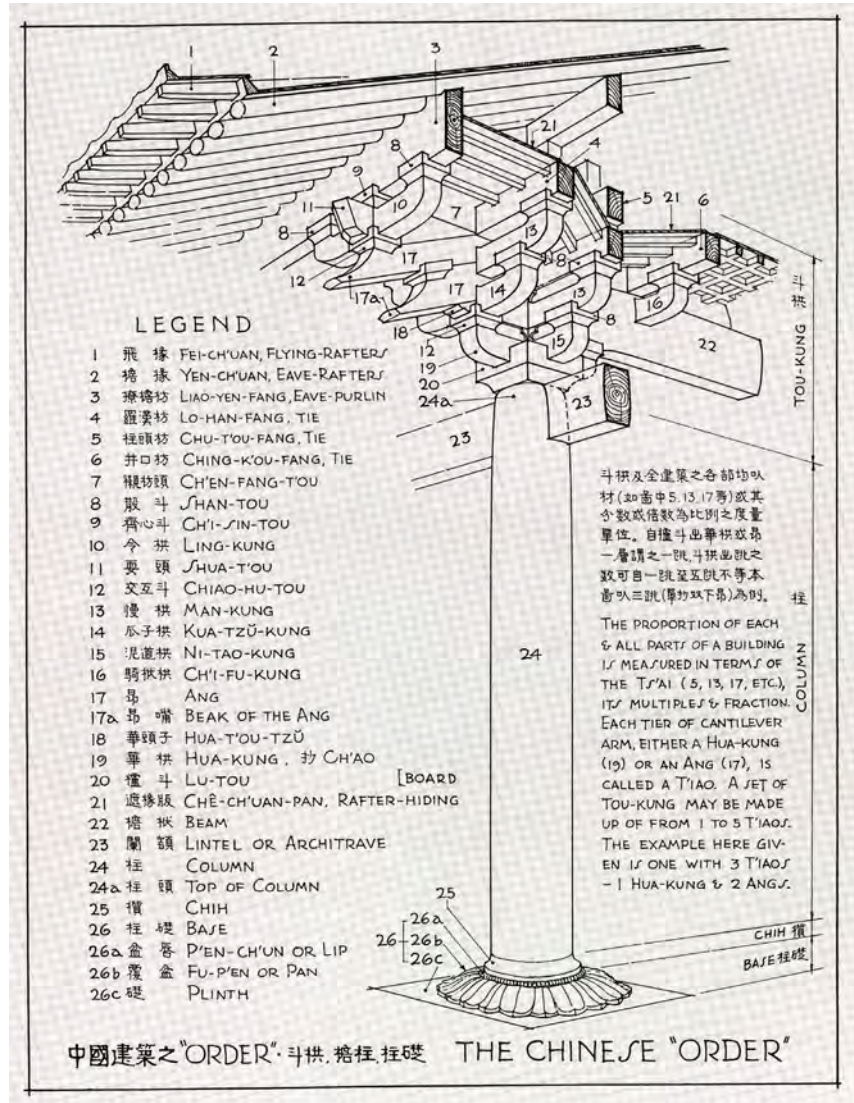 1
2
3
21
4
8
9
10
11
7
5
21
6
8
13
8
12
17
17
14
13
16
17a
18
12
8
15
22
19
20
24a
23
23
斗栱
TOU-KUNG
LEGEND
1 飛 椽 FEI-CH'UAN, FLYING-RAFTERS
2 檐 椽 YEN-CH'UAN, EAVE-RAFTERS
3 撩檐枋 LIAO-YEN-FANG, EAVE-PURLIN
4 羅漢枋 LO-HAN-FANG, TIE
5 柱頭枋 CHU-T'OU-FANG, TIE
6 井口枋 CHING-K'OU-FANG, TIE
7 襯枋頭 CH'EN-FANG-T'OU
8 散 斗 SHAN-TOU
9 齊心斗 CH'I-SIN-TOU
10 令 栱 LING-KUNG
11 耍 頭 SHUA-T'OU
12 交互斗 CHIAO-HU-TOU
13 慢 栱 MAN-KUNG
14 瓜子栱 KUA-TZŬ-KUNG
15 泥道栱 NI-TAO-KUNG
16 騎栿栱 CH'I-FU-KUNG
17 昂 ANG
17a 昂 嘴 BEAK OF THE ANG
18 華頭子 HUA-T'OU-TZŬ
19 華 栱 HUA-KUNG, 抄 CH'AO
20 櫨 斗 LU-TOU
21 遮椽版 CHÊ-CH'UAN-PAN, RAFTER-HIDING [BOARD
22 檐 栿 BEAM
23 闌 額 LINTEL OR ARCHITRAVE
24 柱 COLUMN
24a 柱 頭 TOP OF COLUMN
25 櫍 CHIH
26 柱 礎 BASE
26a 盆 唇 P'EN-CH'UN OR LIP
26b 覆 盆 FU-P'EN OR PAN
26c 礎 PLINTH
24
斗栱及全建築之各部均以
材(如啚中5.13.17等)或其
分數或倍數為比例之度量
單位。自櫨斗出華栱或昂
一層謂之一跳,斗栱出跳之
數可自一跳至五跳不等本
啚以三跳(單抄双下昂)為例。
THE PROPORTION OF EACH
& ALL PARTS OF A BUILDING
IS MEASURED IN TERMS OF
THE TS'AI (5, 13, 17, ETC.),
ITS MULTIPLES & FRACTION.
EACH TIER OF CANTILEVER
ARM, EITHER A HUA-KUNG
(19) OR AN ANG (17), IS
CALLED A T'IAO. A SET OF
TOU-KUNG MAY BE MADE
UP OF FROM 1 TO 5 T'IAOS.
THE EXAMPLE HERE GIV-
EN IS ONE WITH 3 T'IAOS
– 1 HUA-KUNG & 2 ANGS.
柱
COLUMN
25
26a
26 26b
26c
CHIH 櫍
BASE 柱礎
中國建築之"ORDER"·斗栱,檐柱,柱礎 THE CHINESE "ORDER"